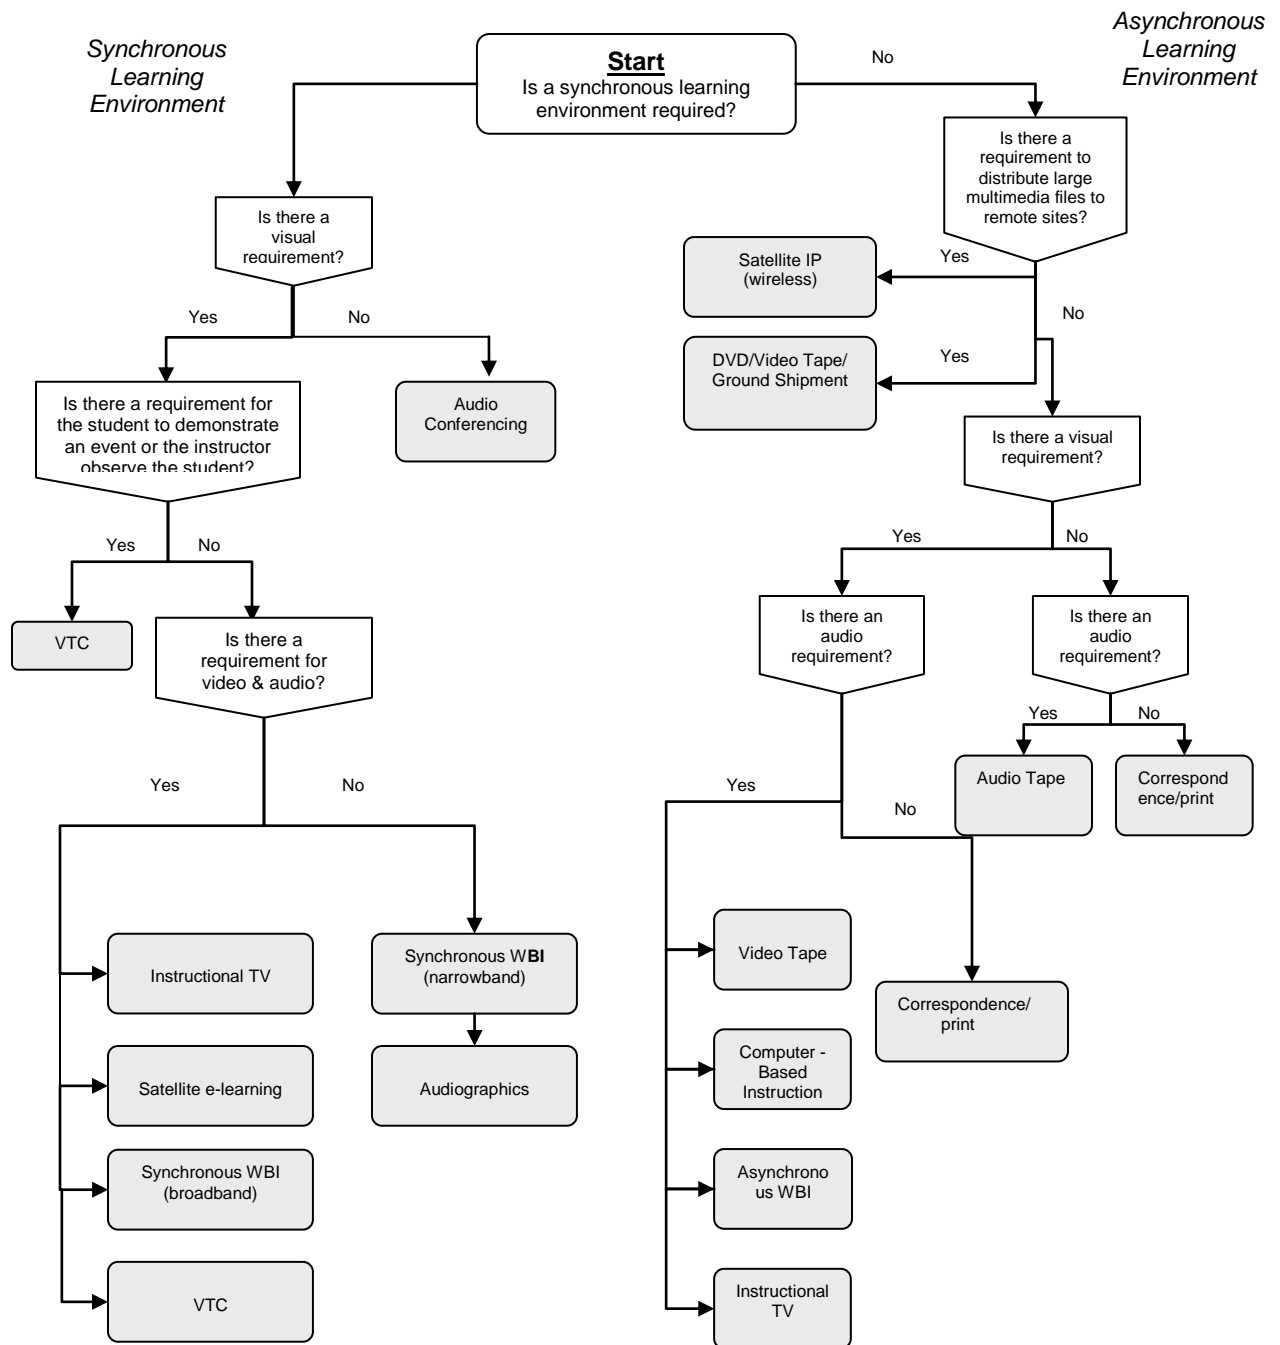 Synchronous
Learning
Environment
Asynchronous
Learning
Environment
Start
Is a synchronous learning
environment required?
No
Is there a
requirement to
distribute large
multimedia files to
remote sites?
Is there a
visual
requirement?
Satellite IP
(wireless)
Yes
Yes
No
No
DVD/Video Tape/
Ground Shipment
Yes
Is there a requirement for
the student to demonstrate
an event or the instructor
observe the student?
Audio
Conferencing
Is there a visual
requirement?
Yes
No
Yes
No
VTC
Is there a
requirement for
video & audio?
Is there an
audio
requirement?
Is there an
audio
requirement?
Yes
No
Yes
No
Yes
No
Audio Tape
Correspond
ence/print
No
Instructional TV
Synchronous WBI
(narrowband)
Video Tape
Correspondence/
print
Satellite e-learning
Audiographics
Computer -
Based
Instruction
Synchronous WBI
(broadband)
Asynchrono
us WBI
VTC
Instructional
TV